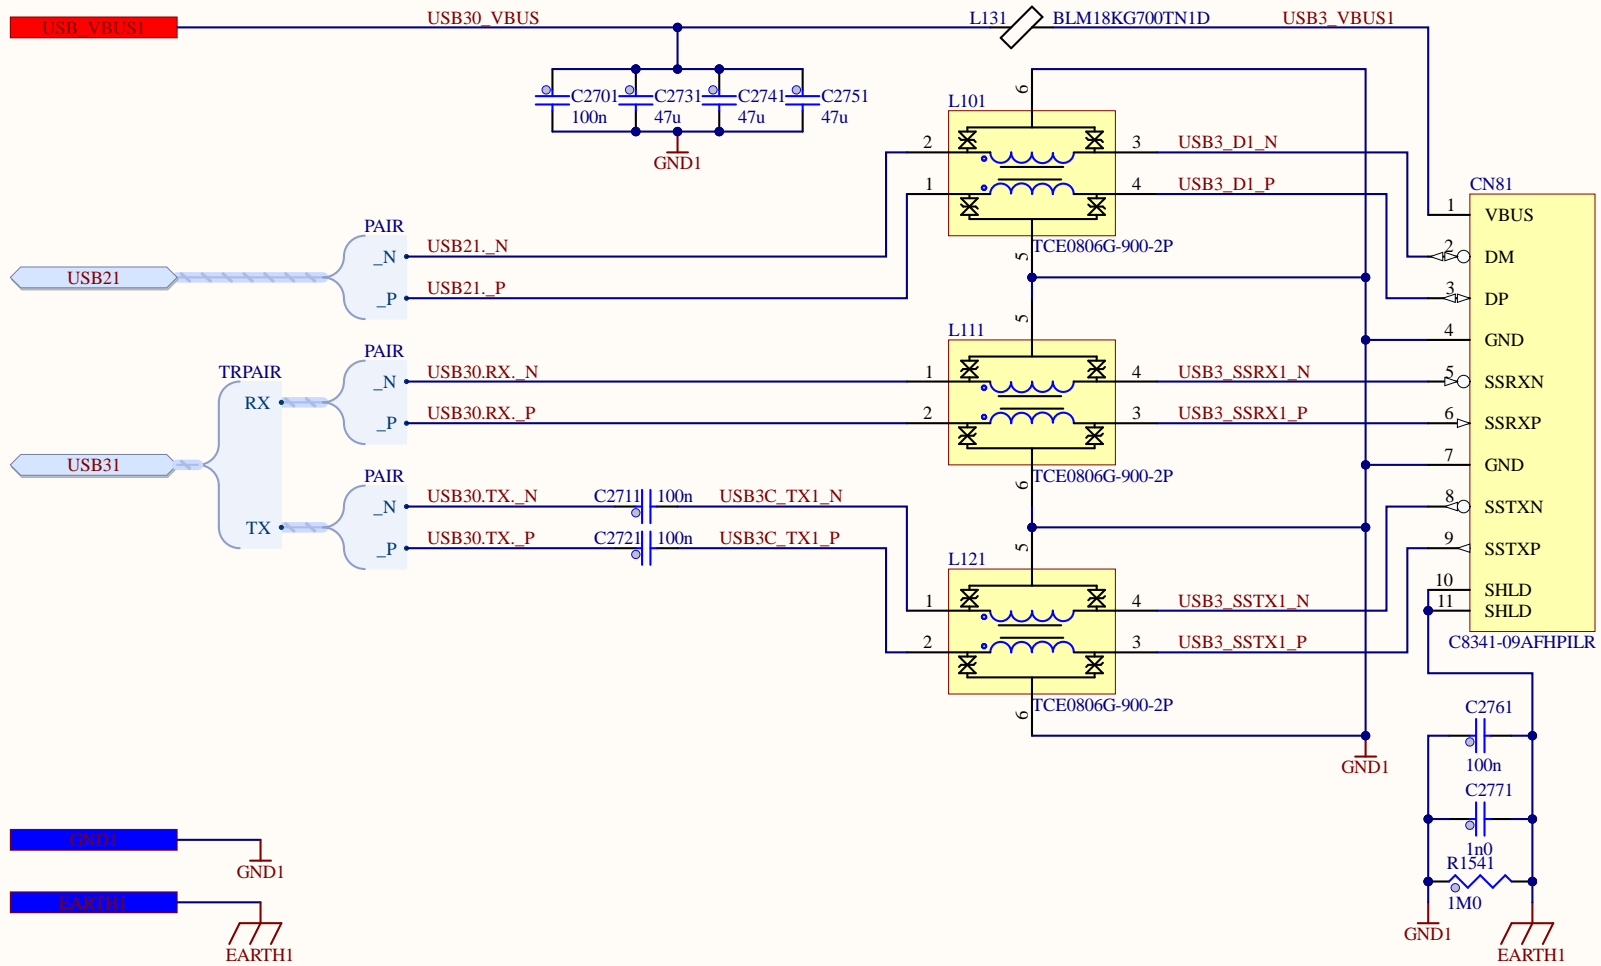 USB_VBUS1
USB30_VBUS
L131
BLM18KG700TN1D
USB3_VBUS1
C2701
100n
C2731
47u
C2741
47u
C2751
47u
GND1
L101
6
2
3
USB3_D1_N
1
4
USB3_D1_P
TCE0806G-900-2P
5
CN81
1 VBUS
2 DM
3 DP
4 GND
5 SSRXN
6 SSRXP
7 GND
8 SSTXN
9 SSTXP
10 SHLD
11 SHLD
C8341-09AFHPILR
PAIR
_N
USB21._N
USB21
_P
USB21._P
5
L111
PAIR
TRPAIR
_N
USB30.RX._N
1
4
USB3_SSRX1_N
RX
_P
USB30.RX._P
2
3
USB3_SSRX1_P
USB31
TCE0806G-900-2P
6
PAIR
_N
USB30.TX._N
C2711
100n
USB3C_TX1_N
TX
_P
USB30.TX._P
C2721
100n
USB3C_TX1_P
5
L121
1
4
USB3_SSTX1_N
2
3
USB3_SSTX1_P
TCE0806G-900-2P
6
GND1
C2761
100n
C2771
1n0
R1541
1M0
GND1
EARTH1
GND1
GND1
EARTH1
EARTH1